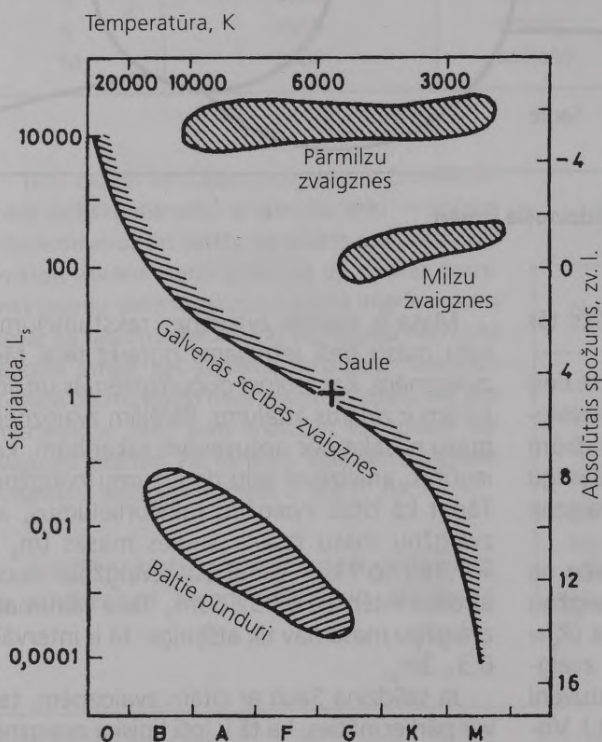 Temperatūra, K
20000 10000 6000 3000
10000
100
1
0,01
0,0001
Starjauda, L
Pārmilzu
zvaigznes
Milzu
zvaigznes
Saule
Galvenās secības zvaigznes
Baltie punduri
-4
0
4
8
12
16
Absolūtais spožums, zv. l.
O B A F G K M